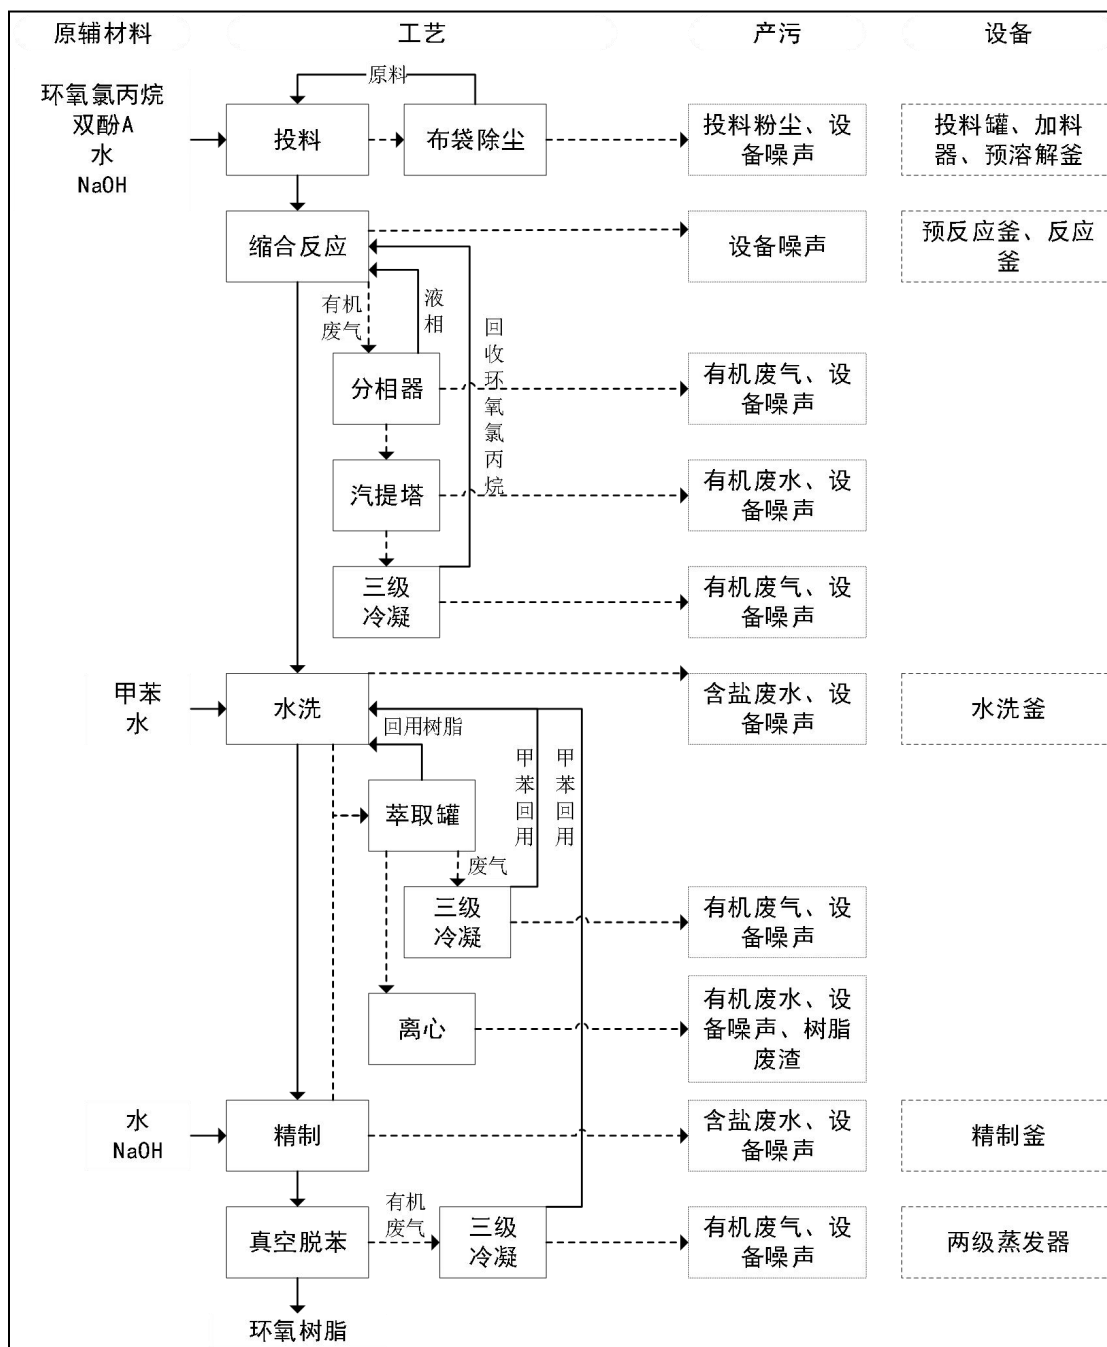 原辅材料
工艺
产污
设备
原料
环氧氯丙烷
双酚A
水
NaOH
投料
布袋除尘
投料粉尘、设
备噪声
投料罐、加料
器、预溶解釜
缩合反应
设备噪声
预反应釜、反应
釜
有机
废气
液
相
回
收
环
氧
氯
丙
烷
分相器
有机废气、设
备噪声
汽提塔
有机废水、设
备噪声
三级
冷凝
有机废气、设
备噪声
甲苯
水
水洗
含盐废水、设
备噪声
水洗釜
回用树脂
甲
苯
回
用
甲
苯
回
用
萃取罐
废气
三级
冷凝
有机废气、设
备噪声
离心
有机废水、设
备噪声、树脂
废渣
水
NaOH
精制
含盐废水、设
备噪声
精制釜
真空脱苯
有机
废气
三级
冷凝
有机废气、设
备噪声
两级蒸发器
环氧树脂